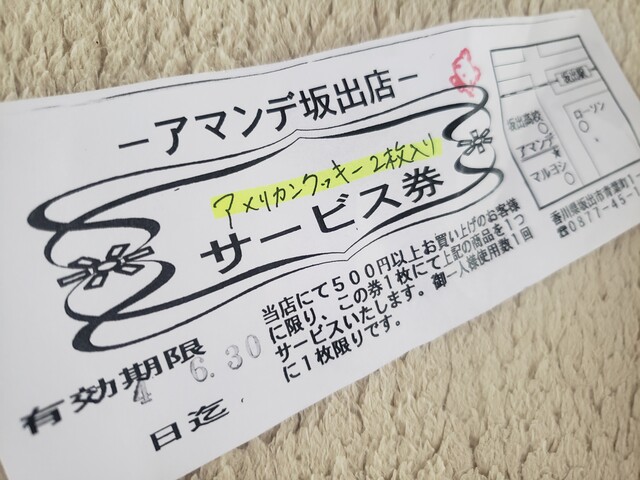 －アマンデ坂出店－
アメリカンクッキー2枚入り
サービス券
当店にて５００円以上お買い上げのお客様
に限り、この券１枚にて上記の商品を１つ
サービスいたします。御一人様使用数１回
に１枚限りです。
有効期限
4 6.30
日迄
坂出駅
坂出高校
ローソン
アマンデ
マルヨシ
香川県坂出市青葉町1
☎0877-45-